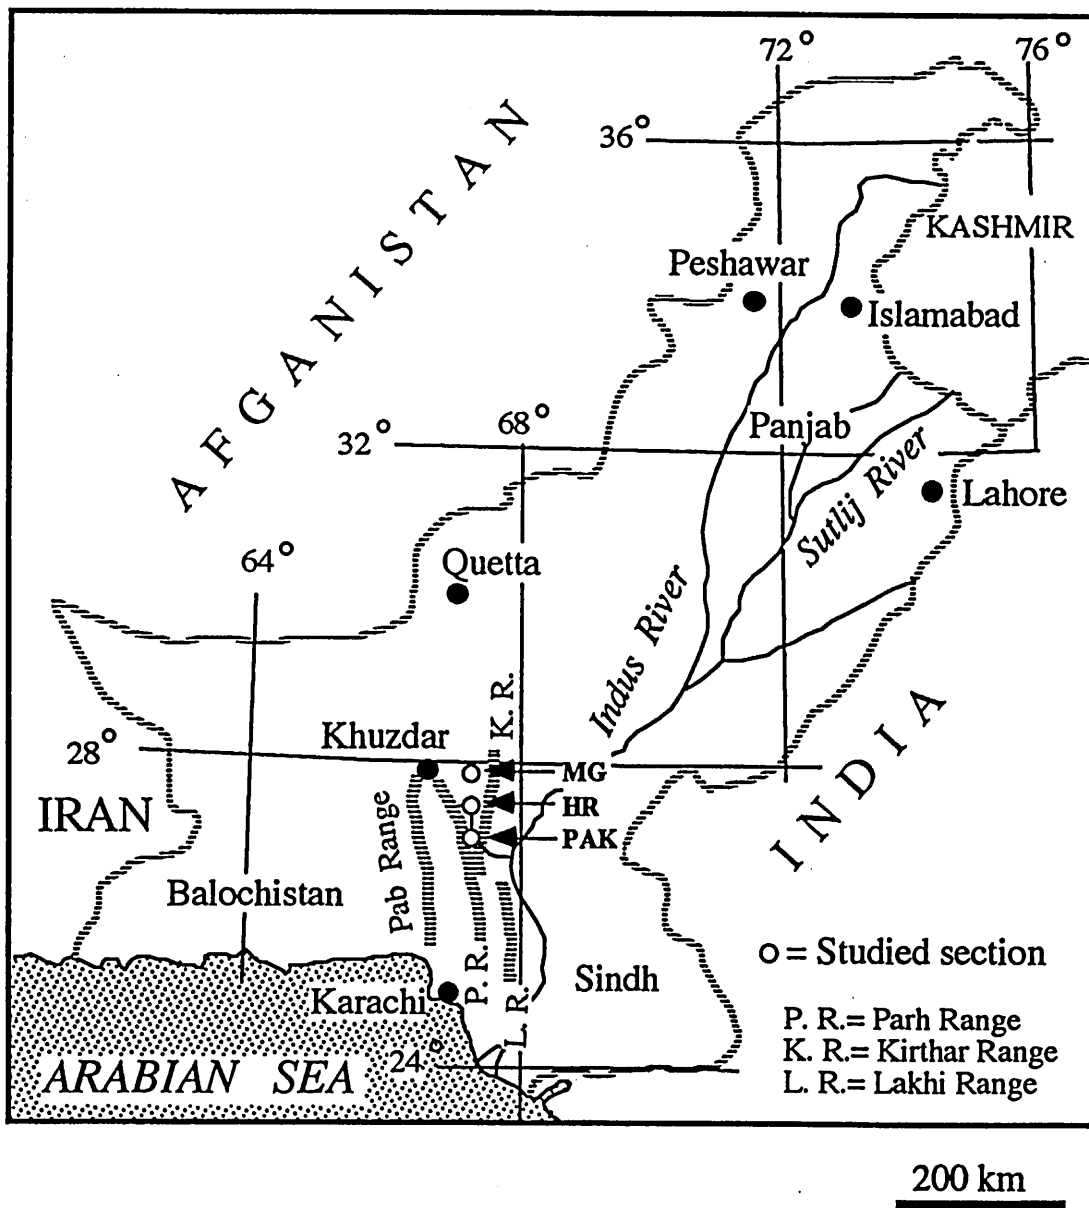 72°
76°
36°
AFGANISTAN
KASHMIR
Peshawar
Islamabad
68°
32°
Panjab
Sutlij River
Lahore
64°
Quetta
Indus River
K. R.
28°
Khuzdar
MG
HR
PAK
IRAN
INDIA
Pab Range
Balochistan
P. R.
L. R.
Sindh
O = Studied section
Karachi
24°
P. R.= Parh Range
K. R.= Kirthar Range
L. R.= Lakhi Range
ARABIAN SEA
200 km